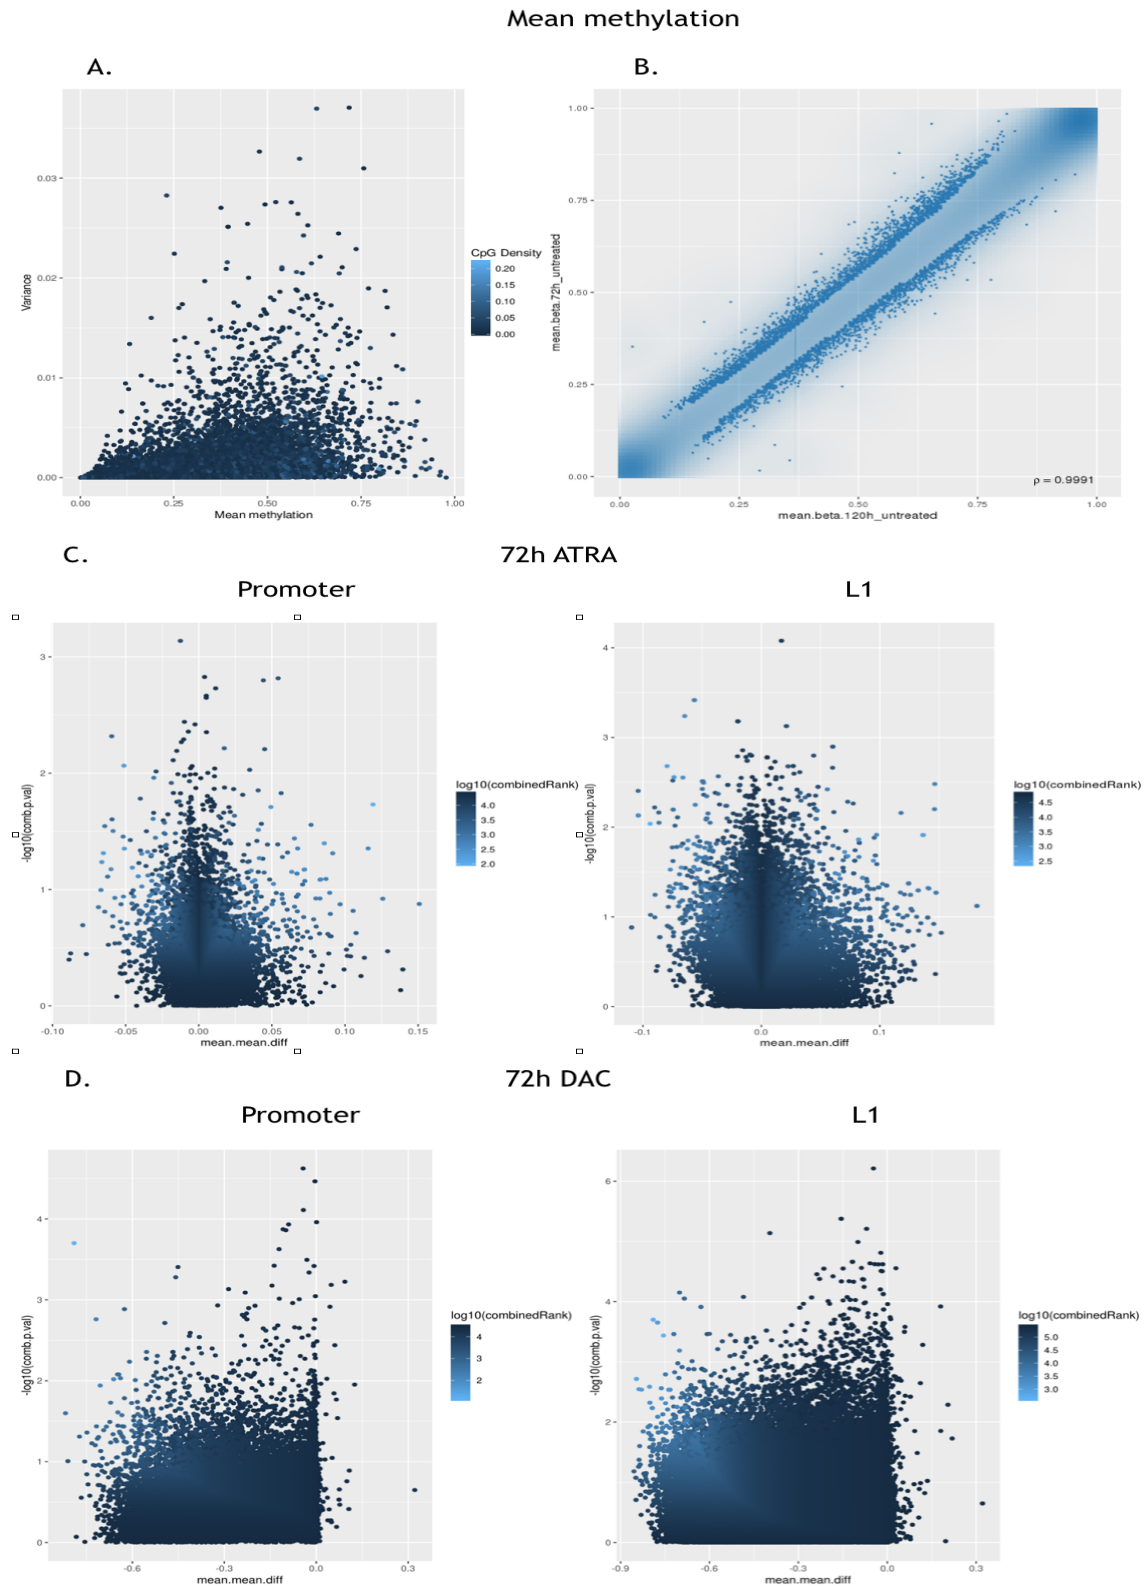 Mean methylation
A.
B.
Variance
0.03
0.02
0.01
0.00
0.00 0.25 0.50 0.75 1.00
Mean methylation
CpG Density
0.20
0.15
0.10
0.05
0.00
mean.beta.72h_untreated
1.00
0.75
0.50
0.25
0.00
ρ = 0.9991
0.00 0.25 0.50 0.75 1.00
mean.beta.120h_untreated
C.
72h ATRA
Promoter
L1
-log10(comb.p.val)
3
2
1
0
-0.10 -0.05 0.00 0.05 0.10 0.15
mean.mean.diff
log10(combinedRank)
4.0
3.5
3.0
2.5
2.0
-log10(comb.p.val)
4
3
2
1
0
-0.1 0.0 0.1
mean.mean.diff
log10(combinedRank)
4.5
4.0
3.5
3.0
2.5
D.
72h DAC
Promoter
L1
-log10(comb.p.val)
4
3
2
1
0
-0.6 -0.3 0.0 0.3
mean.mean.diff
log10(combinedRank)
4
3
2
-log10(comb.p.val)
6
4
2
0
-0.9 -0.6 -0.3 0.0 0.3
mean.mean.diff
log10(combinedRank)
5.0
4.5
4.0
3.5
3.0